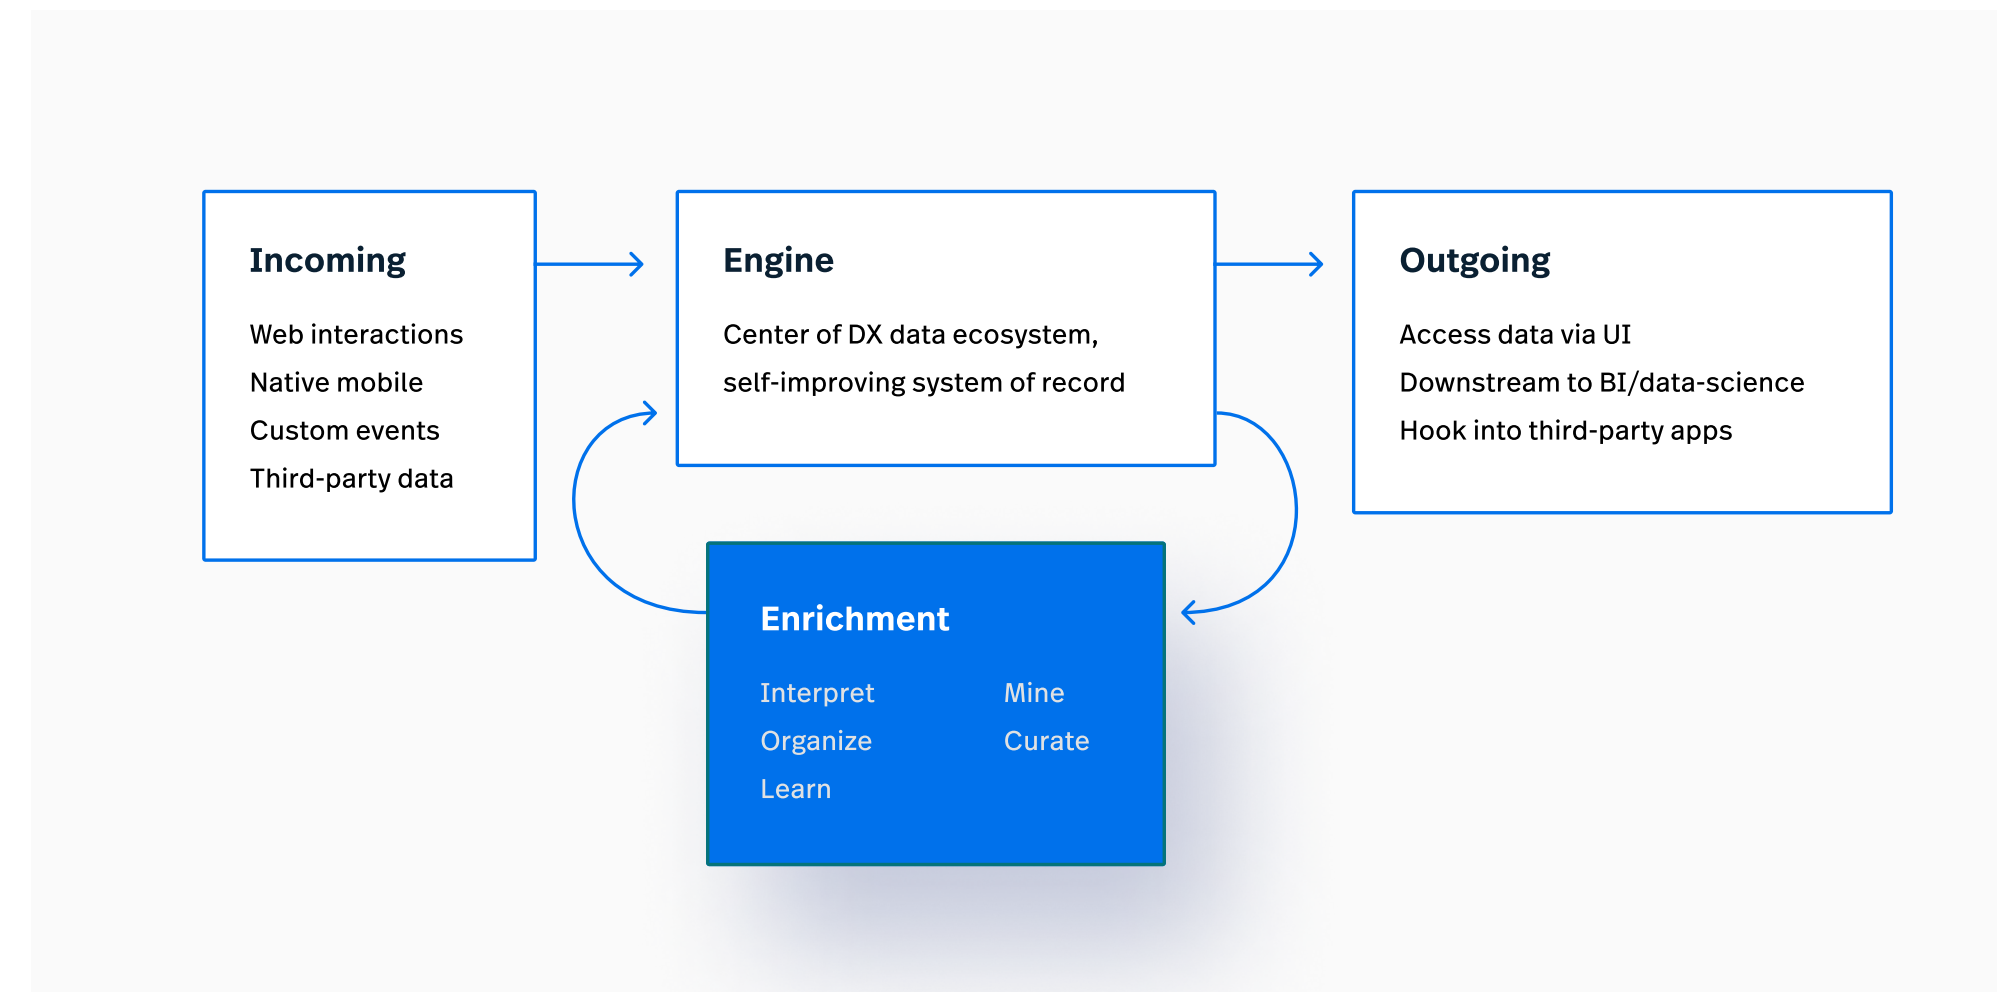 Incoming
Web interactions
Native mobile
Custom events
Third-party data
Engine
Center of DX data ecosystem,
self-improving system of record
Outgoing
Access data via UI
Downstream to BI/data-science
Hook into third-party apps
Enrichment
Interpret
Organize
Learn
Mine
Curate